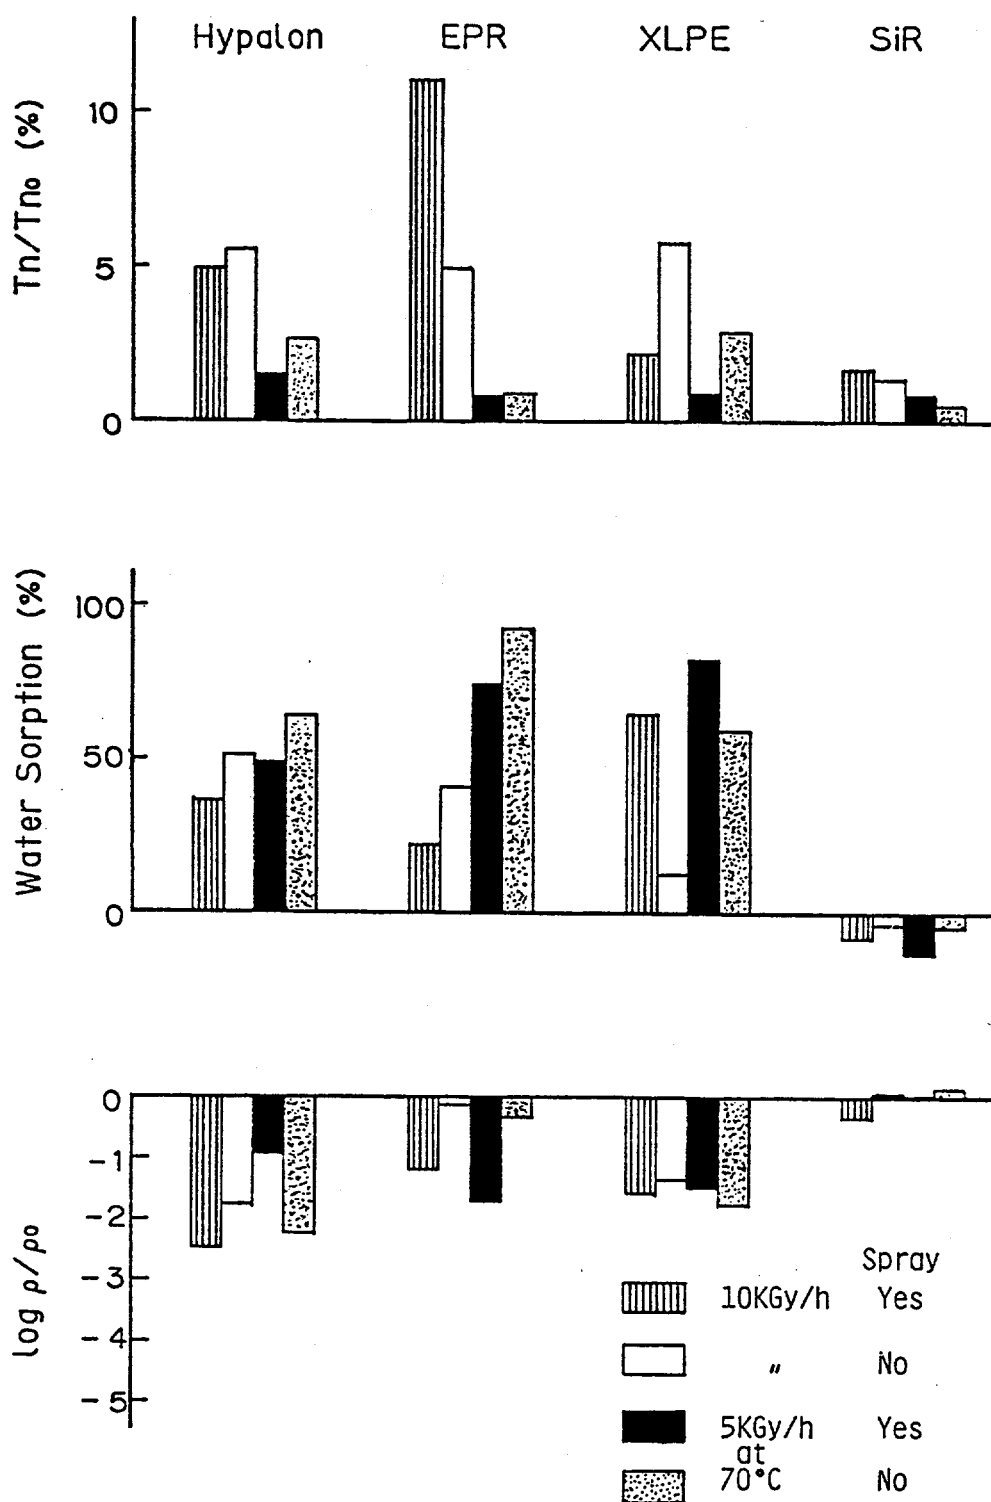 Hypalon EPR XLPE SiR
Tn/Tn₀ (%)
10
5
0
Water Sorption (%)
100
50
0
log ρ/ρ₀
0
-1
-2
-3
-4
-5
Spray
10KGy/h Yes
〃 No
5KGy/h Yes
at
70°C No